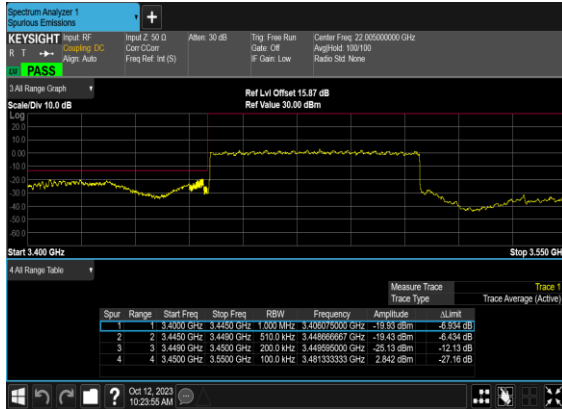 Spectrum Analyzer 1
Spurious Emissions
+
KEYSIGHT Input: RF Input Z: 50 Ω Atten: 30 dB Trig: Free Run Center Freq: 22.005000000 GHz
R T Coupling: DC Corr CCorr Gate: Off Avg|Hold: 100/100
Align: Auto Freq Ref: Int (S) IF Gain: Low Radio Std: None
PASS
3 All Range Graph
Ref Lvl Offset 15.87 dB
Scale/Div 10.0 dB Ref Value 30.00 dBm
Log
20.0
10.0
0.00
-10.0
-20.0
-30.0
-40.0
-50.0
-60.0
Start 3.400 GHz Stop 3.550 GHz
4 All Range Table
Measure Trace Trace 1
Trace Type Trace Average (Active)
Spur Range Start Freq Stop Freq RBW Frequency Amplitude ΔLimit
1 1 3.4000 GHz 3.4450 GHz 1.000 MHz 3.406075000 GHz -19.93 dBm -6.934 dB
2 2 3.4450 GHz 3.4490 GHz 510.0 kHz 3.448666667 GHz -19.43 dBm -6.434 dB
3 3 3.4490 GHz 3.4500 GHz 200.0 kHz 3.449595000 GHz -25.13 dBm -12.13 dB
4 4 3.4500 GHz 3.5500 GHz 100.0 kHz 3.481333333 GHz 2.842 dBm -27.16 dB
? Oct 12, 2023
10:23:55 AM